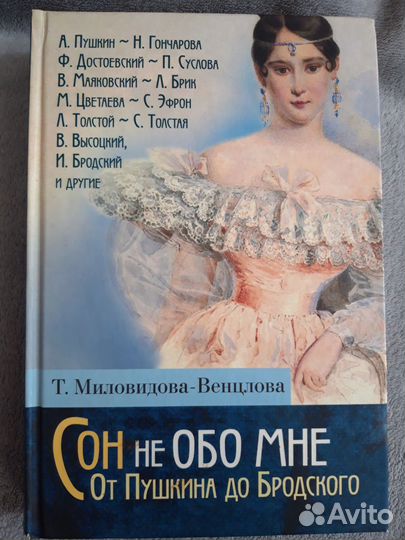 А. Пушкин ~ Н. Гончарова
Ф. Достоевский ~ П. Суслова
В. Маяковский ~ Л. Брик
М. Цветаева ~ С. Эфрон
Л. Толстой ~ С. Толстая
В. Высоцкий,
И. Бродский
и другие
Т. Миловидова-Венцлова
Сон не обо мне
От Пушкина до Бродского
Avito